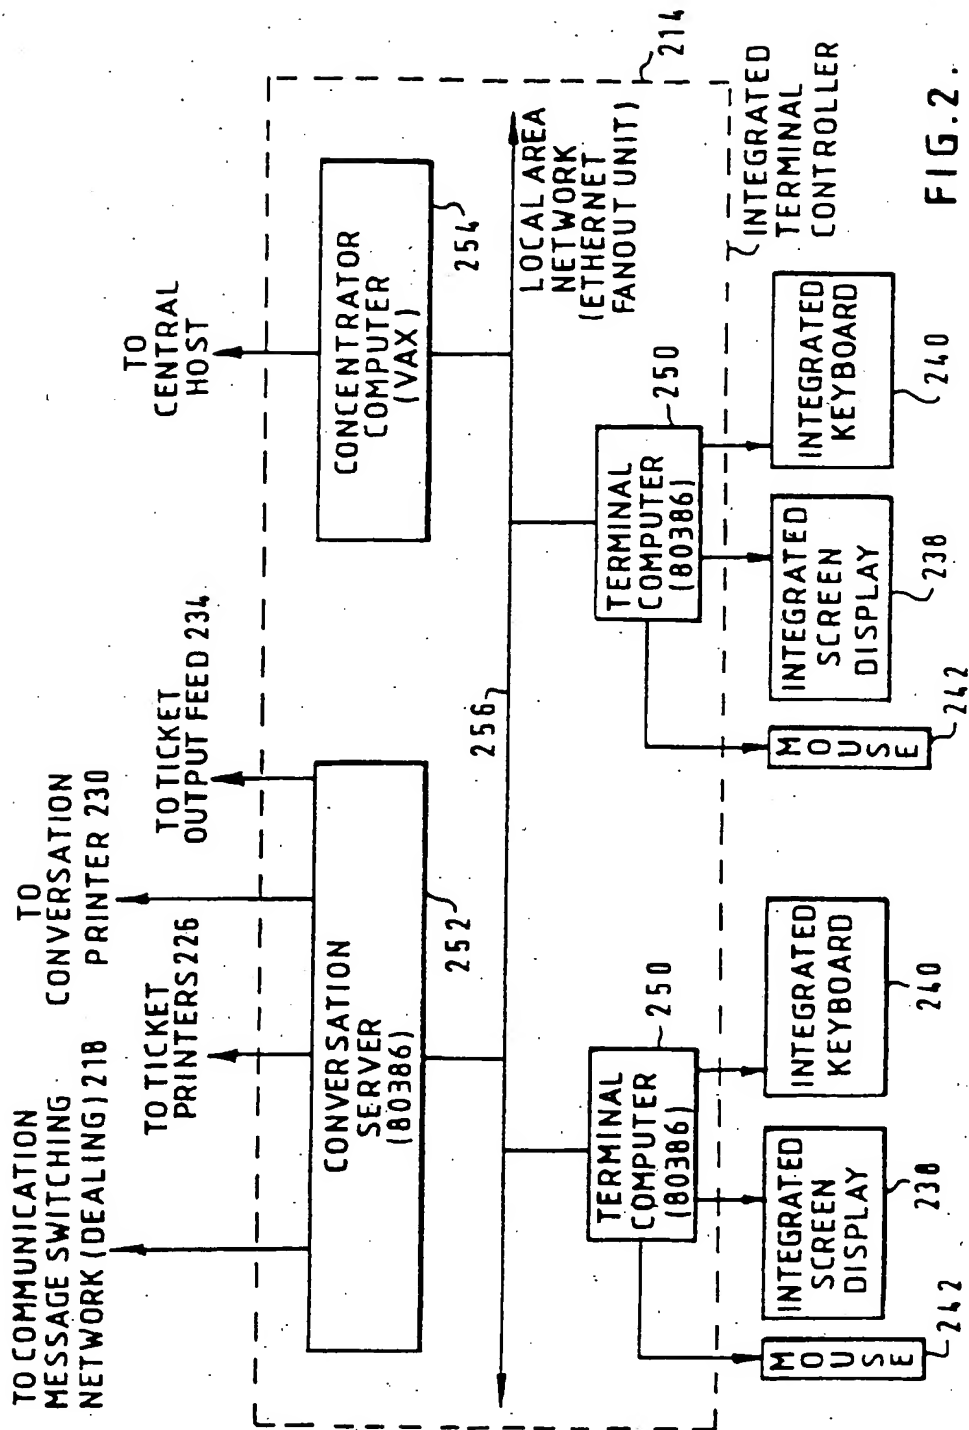 TO COMMUNICATION
MESSAGE SWITCHING
NETWORK (DEALING) 218
TO
CONVERSATION
PRINTER 230
TO TICKET
PRINTERS 226
TO TICKET
OUTPUT FEED 234
TO
CENTRAL
HOST
CONVERSATION
SERVER
(80386)
252
CONCENTRATOR
COMPUTER
(VAX)
254
256
LOCAL AREA
NETWORK
(ETHERNET
FANOUT UNIT)
214
TERMINAL
COMPUTER
(80386)
250
TERMINAL
COMPUTER
(80386)
250
INTEGRATED
TERMINAL
CONTROLLER
MOUSE
242
INTEGRATED
SCREEN
DISPLAY
238
INTEGRATED
KEYBOARD
240
MOUSE
242
INTEGRATED
SCREEN
DISPLAY
238
INTEGRATED
KEYBOARD
240
FIG.2.